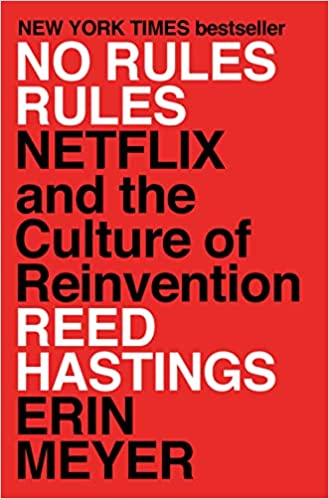 NEW YORK TIMES bestseller
NO RULES
RULES
NETFLIX
and the
Culture of
Reinvention
REED
HASTINGS
ERIN
MEYER